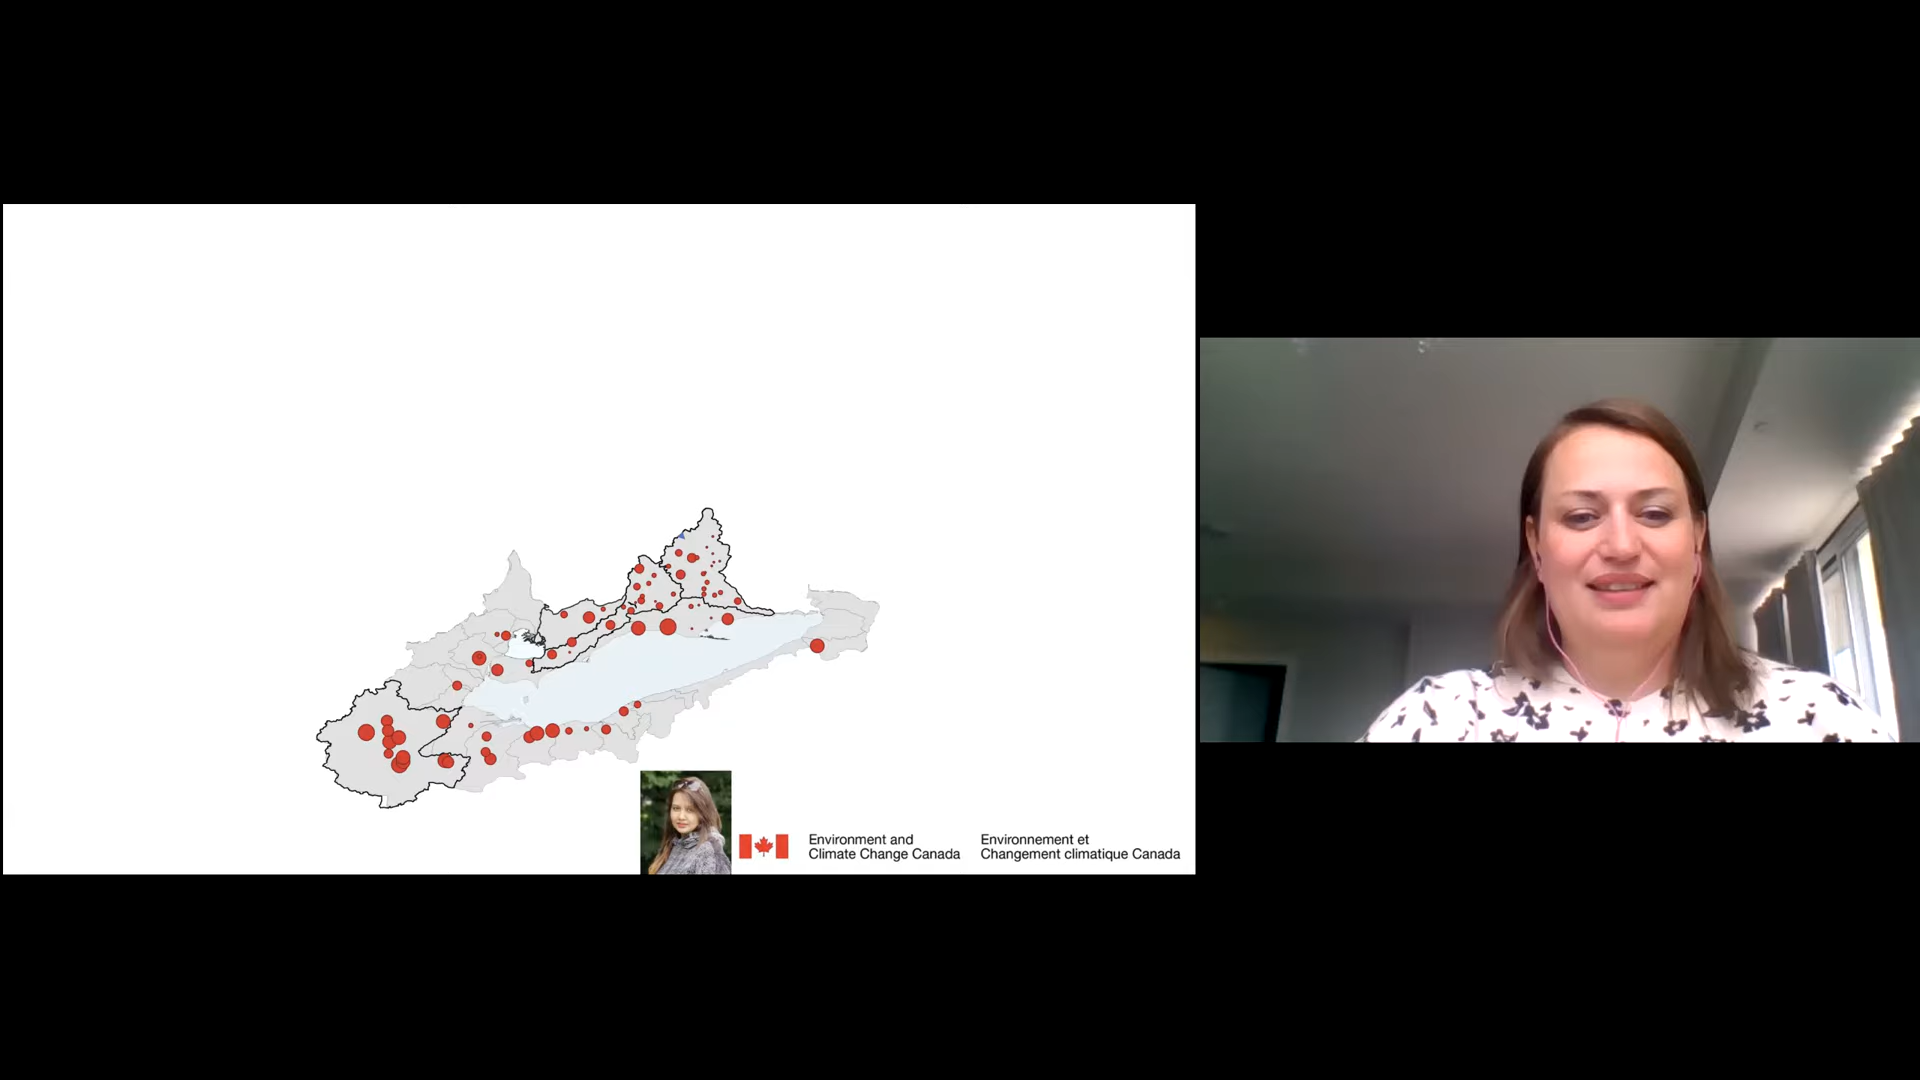 Environment and
Climate Change Canada
Environnement et
Changement climatique Canada